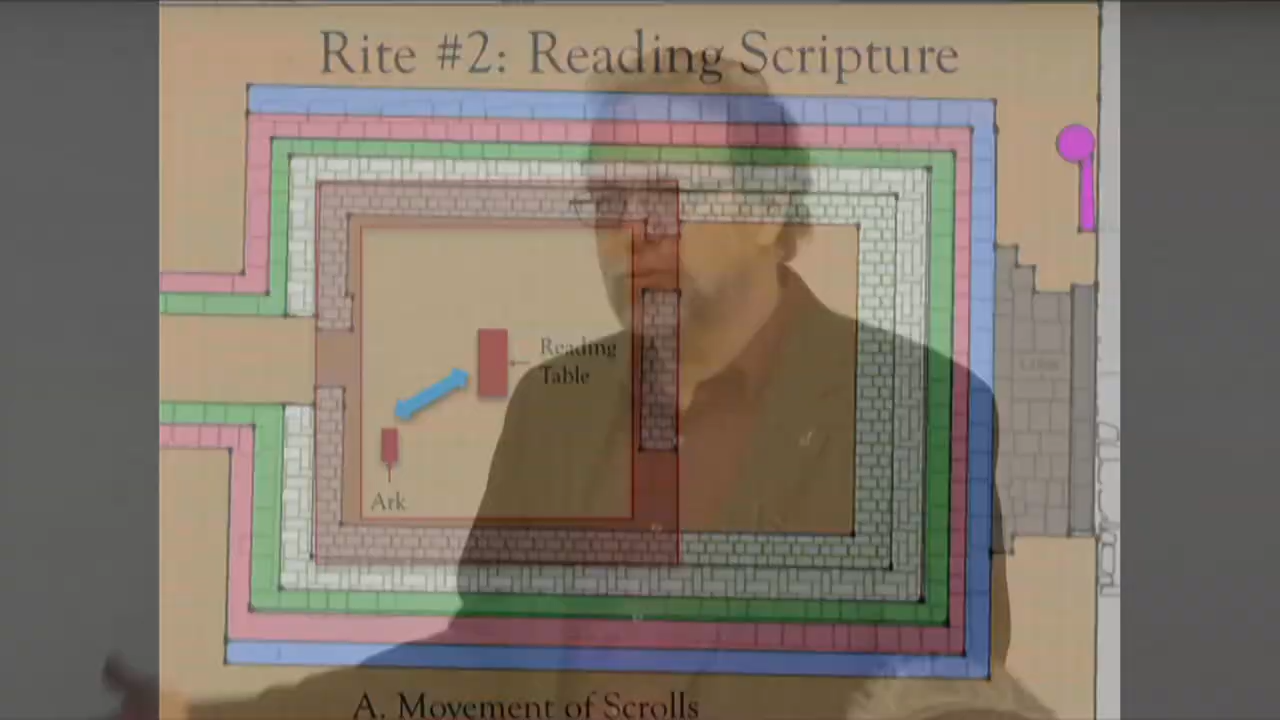 Rite #2: Reading Scripture
Reading
Table
Ark
A. Movement of Scrolls